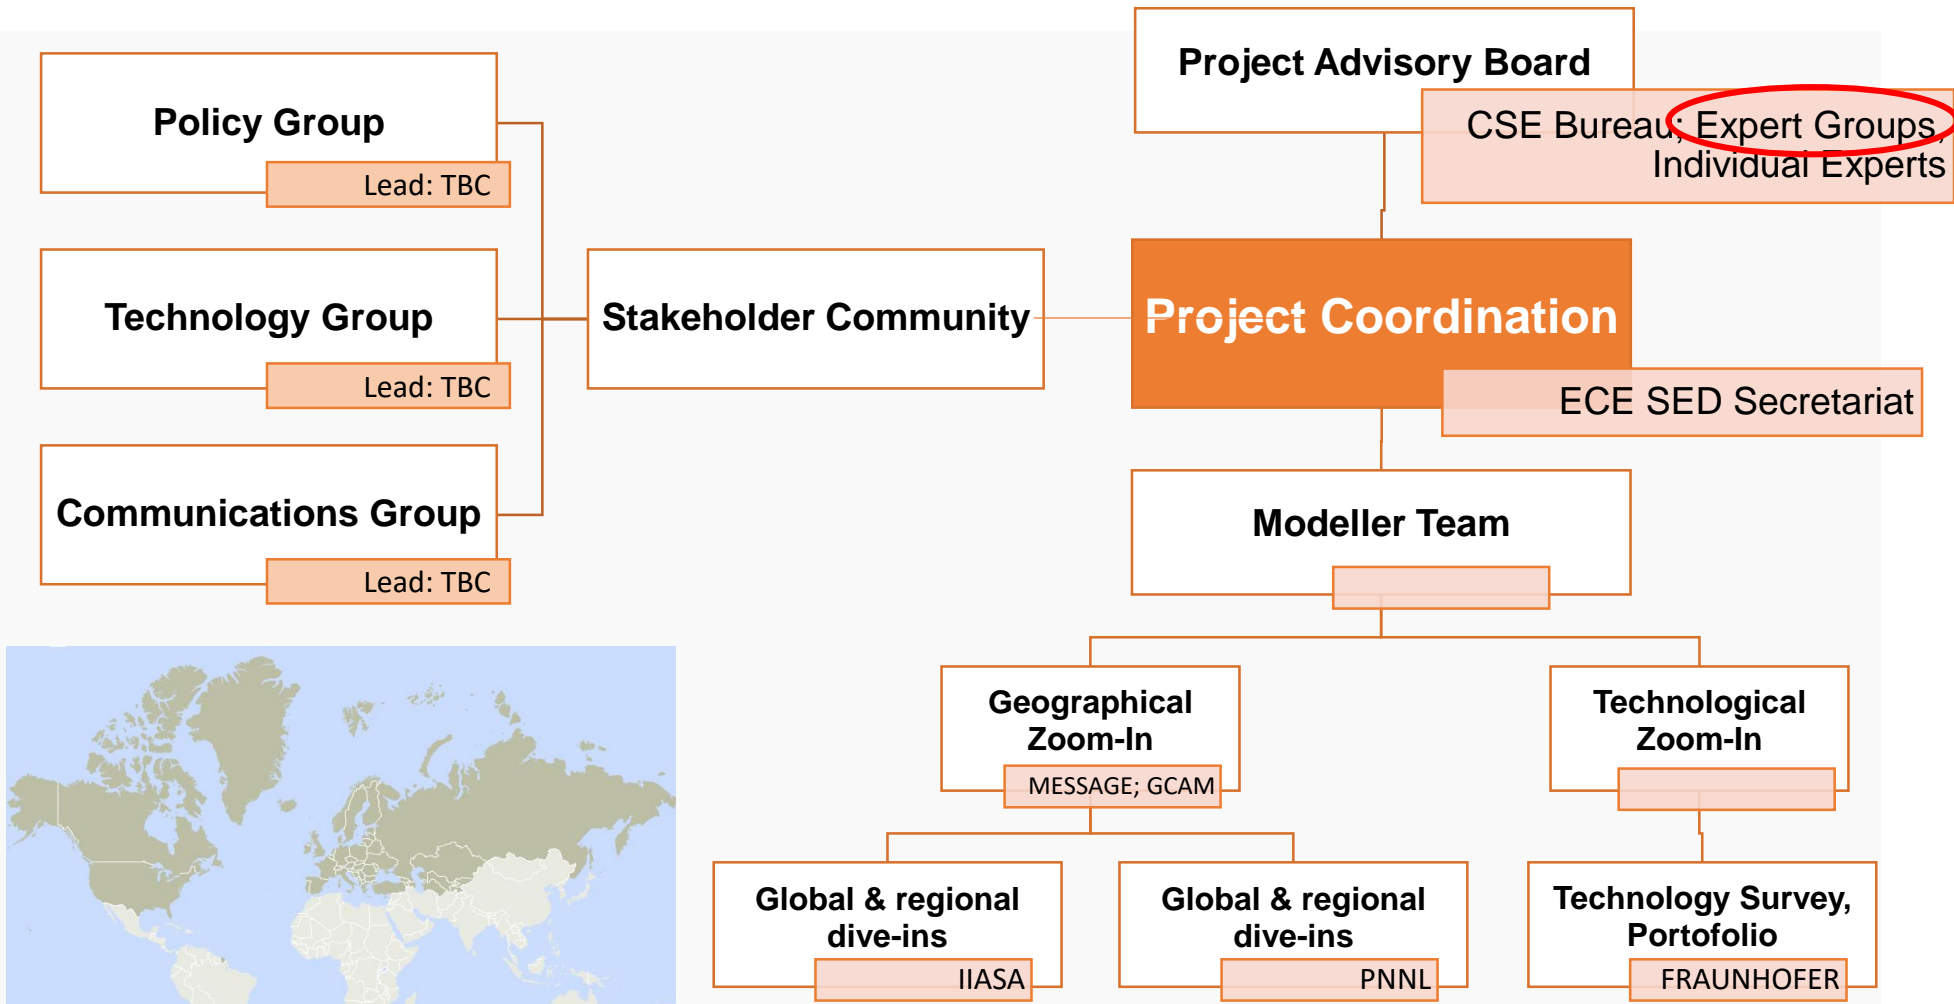 Project Advisory Board
CSE Bureau; Expert Groups,
Individual Experts
Policy Group
Lead: TBC
Technology Group
Lead: TBC
Stakeholder Community
Project Coordination
ECE SED Secretariat
Communications Group
Lead: TBC
Modeller Team
Geographical
Zoom-In
MESSAGE; GCAM
Technological
Zoom-In
Global & regional
dive-ins
IIASA
Global & regional
dive-ins
PNNL
Technology Survey,
Portofolio
FRAUNHOFER